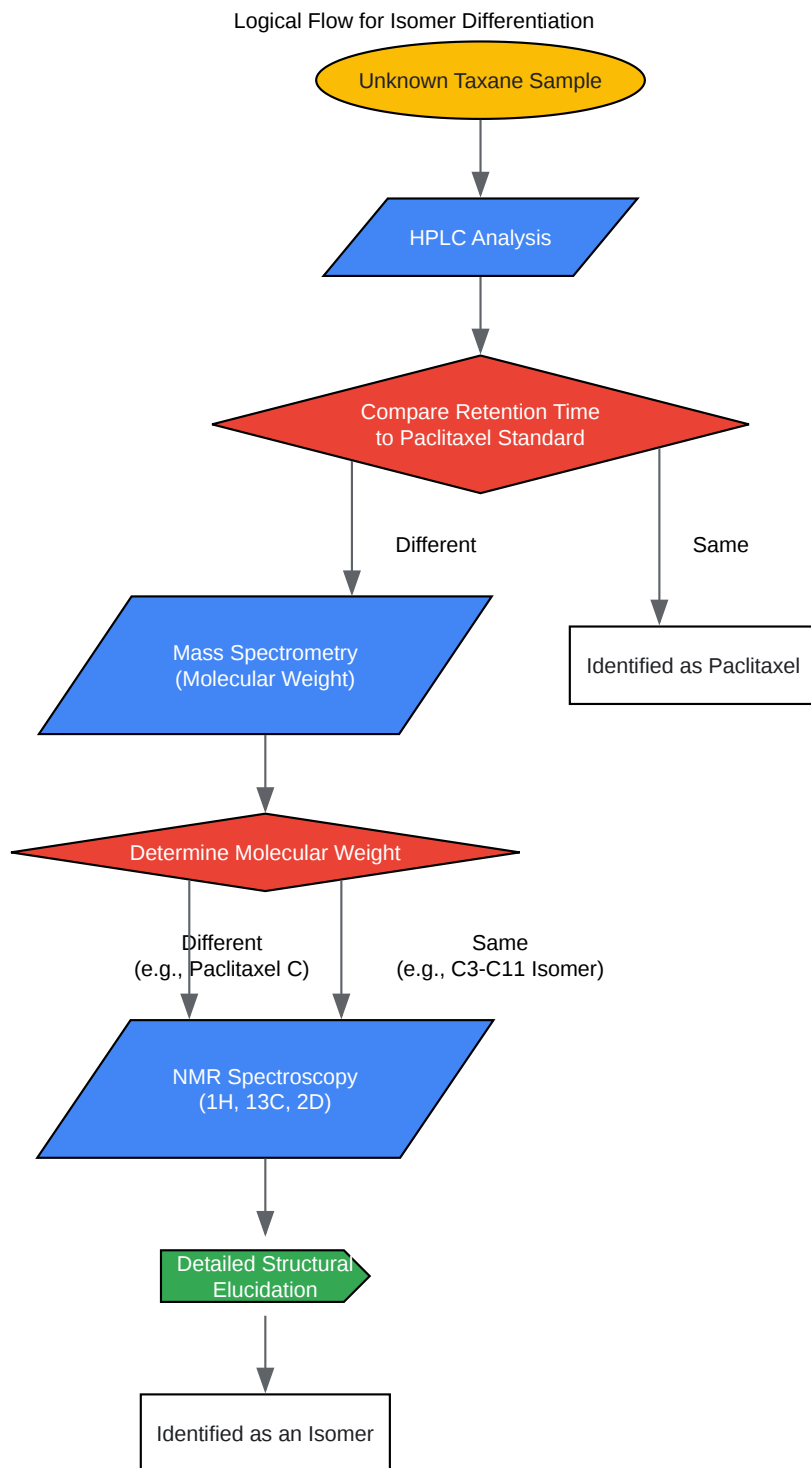 Logical Flow for Isomer Differentiation
Unknown Taxane Sample
HPLC Analysis
Compare Retention Time
to Paclitaxel Standard
Different
Same
Mass Spectrometry
(Molecular Weight)
Identified as Paclitaxel
Determine Molecular Weight
Different
(e.g., Paclitaxel C)
Same
(e.g., C3-C11 Isomer)
NMR Spectroscopy
(1H, 13C, 2D)
Detailed Structural
Elucidation
Identified as an Isomer